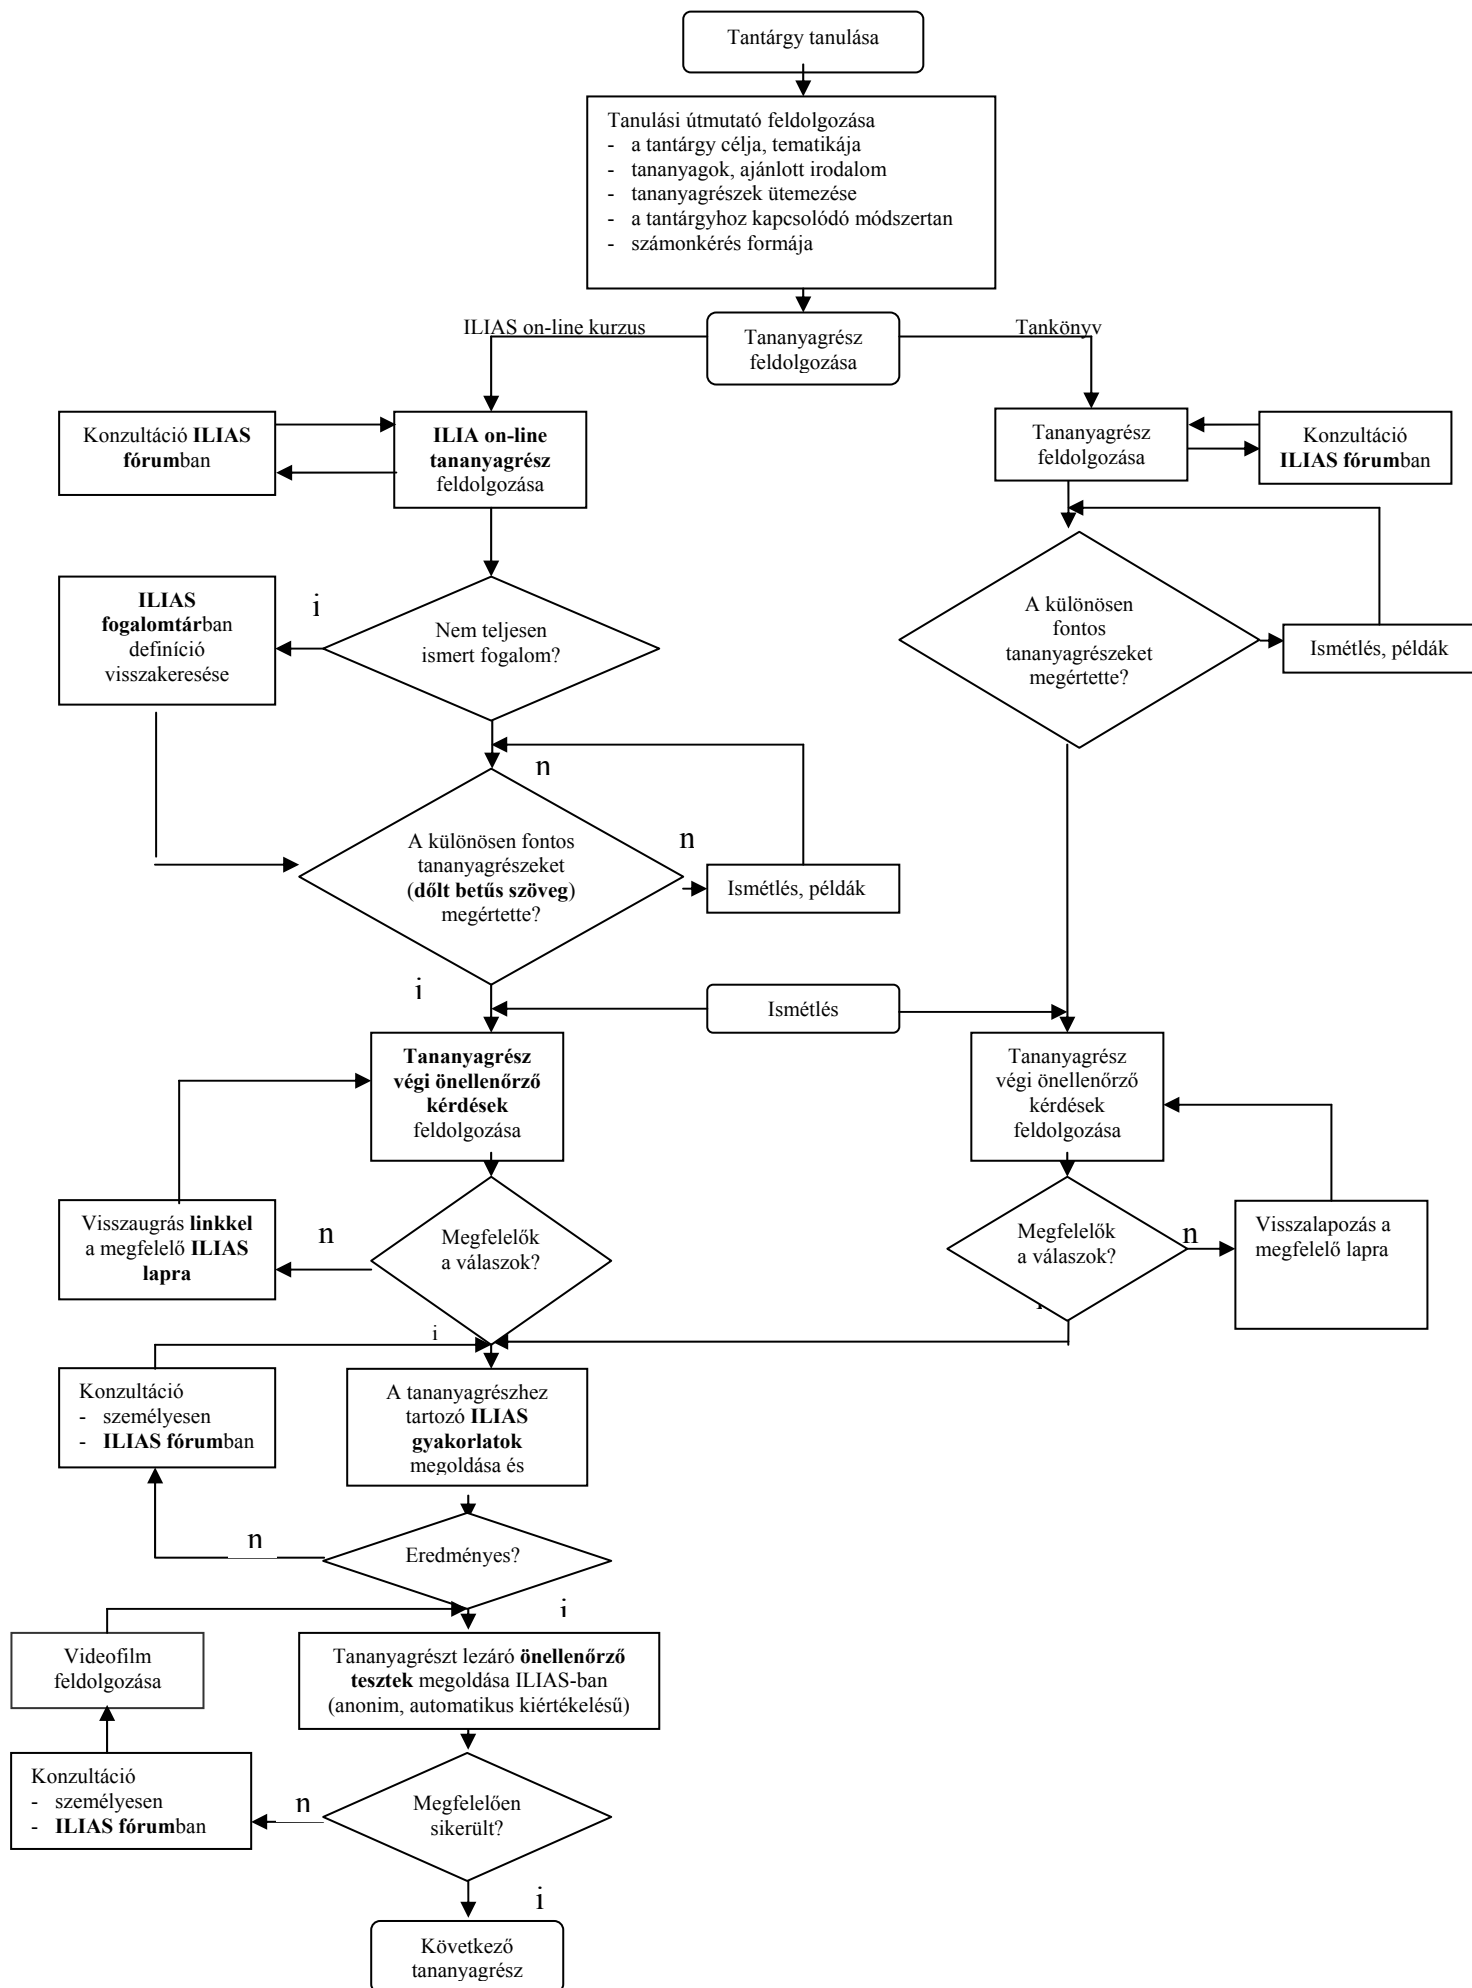 Tantárgy tanulása
Tanulási útmutató feldolgozása
- a tantárgy célja, tematikája
- tananyagok, ajánlott irodalom
- tananyagrészek ütemezése
- a tantárgyhoz kapcsolódó módszertan
- számonkérés formája
ILIAS on-line kurzus
Tananyagrész
feldolgozása
Tankönyv
Konzultáció ILIAS
fórumban
ILIA on-line
tananyagrész
feldolgozása
Tananyagrész
feldolgozása
Konzultáció
ILIAS fórumban
ILIAS
fogalomtárban
definíció
visszakeresése
i
Nem teljesen
ismert fogalom?
A különösen
fontos
tananyagrészeket
megértette?
Ismétlés, példák
n
A különösen fontos
tananyagrészeket
(dőlt betűs szöveg)
megértette?
n
Ismétlés, példák
i
Ismétlés
Tananyagrész
végi önellenőrző
kérdések
feldolgozása
Tananyagrész
végi önellenőrző
kérdések
feldolgozása
Visszaugrás linkkel
a megfelelő ILIAS
lapra
n
Megfelelők
a válaszok?
Megfelelők
a válaszok?
n
Visszalapozás a
megfelelő lapra
i
Konzultáció
- személyesen
- ILIAS fórumban
A tananyagrészhez
tartozó ILIAS
gyakorlatok
megoldása és
n
Eredményes?
i
Videofilm
feldolgozása
Tananyagrészt lezáró önellenőrző
tesztek megoldása ILIAS-ban
(anonim, automatikus kiértékelésű)
Konzultáció
- személyesen
- ILIAS fórumban
n
Megfelelően
sikerült?
i
Következő
tananyagrész